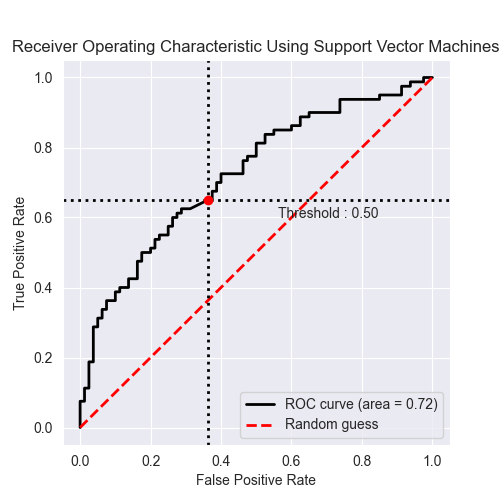 Receiver Operating Characteristic Using Support Vector Machines
1.0
0.8
0.6
0.4
0.2
0.0
True Positive Rate
Threshold : 0.50
ROC curve (area = 0.72)
Random guess
0.0 0.2 0.4 0.6 0.8 1.0
False Positive Rate